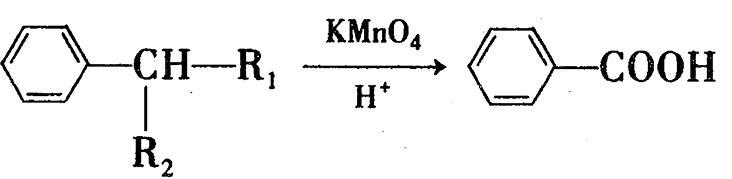 KMnO₄
CH—R₁ COOH
H⁺
R₂